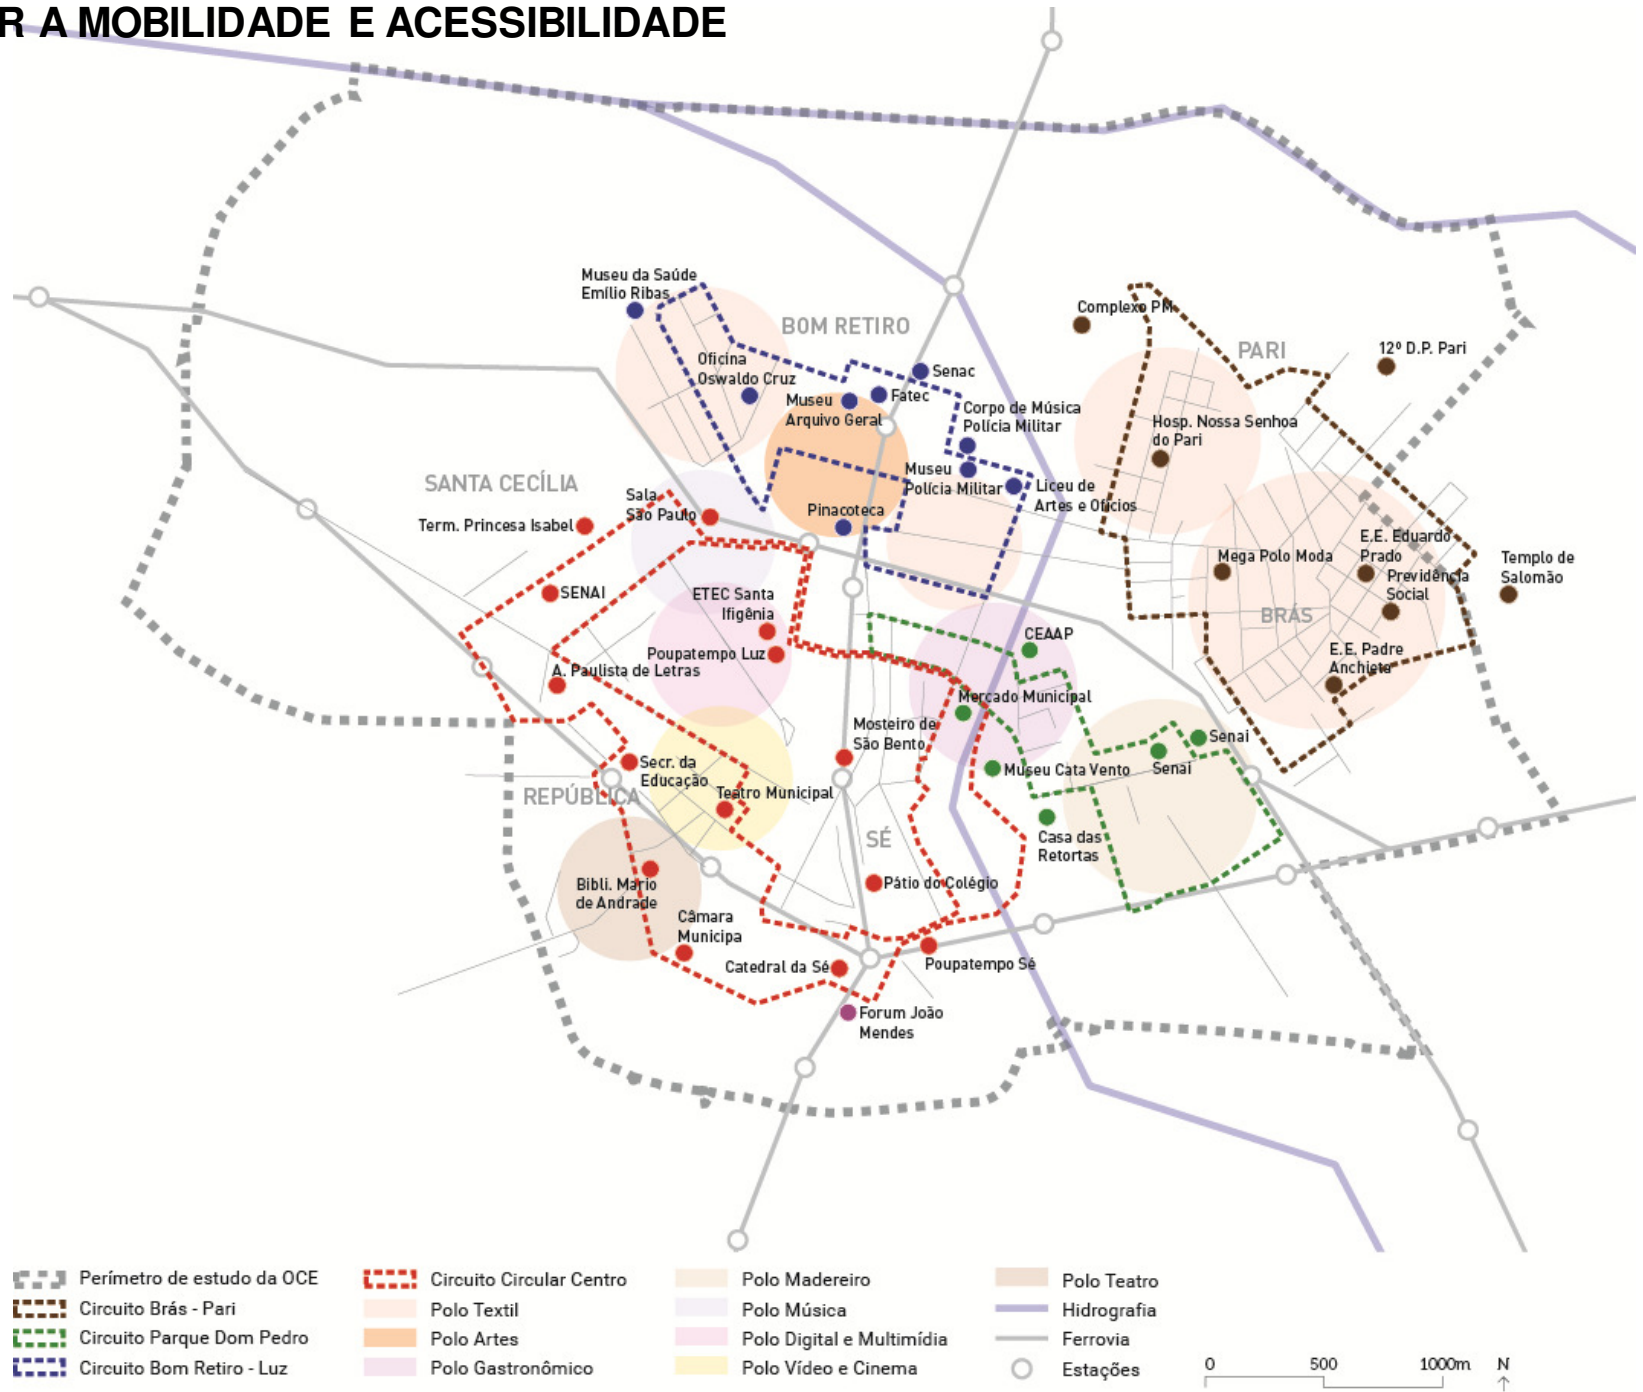 R A MOBILIDADE E ACESSIBILIDADE
Museu da Saúde
Emílio Ribas
BOM RETIRO
Complexo PM
PARI
12º D.P. Pari
Oficina
Oswaldo Cruz
Senac
Museu
Arquivo Geral
Fatec
Corpo de Música
Polícia Militar
Hosp. Nossa Senhoa
do Pari
SANTA CECÍLIA
Museu
Polícia Militar
Liceu de
Artes e Ofícios
Sala
São Paulo
Term. Princesa Isabel
Pinacoteca
E.E. Eduardo
Prado
Mega Polo Moda
Previdência
Social
Templo de
Salomão
SENAI
ETEC Santa
Ifigênia
BRÁS
CEAAP
Poupatempo Luz
E.E. Padre
Anchieta
A. Paulista de Letras
Mercado Municipal
Mosteiro de
São Bento
Senai
Senai
Secr. da
Educação
Museu Cata Vento
REPÚBLICA
Teatro Municipal
SÉ
Casa das
Retortas
Bibli. Mario
de Andrade
Pátio do Colégio
Câmara
Municipa
Catedral da Sé
Poupatempo Sé
Forum João
Mendes
Perímetro de estudo da OCE
Circuito Brás - Pari
Circuito Parque Dom Pedro
Circuito Bom Retiro - Luz
Circuito Circular Centro
Polo Textil
Polo Artes
Polo Gastronômico
Polo Madereiro
Polo Música
Polo Digital e Multimídia
Polo Vídeo e Cinema
Polo Teatro
Hidrografia
Ferrovia
Estações
0 500 1000m N